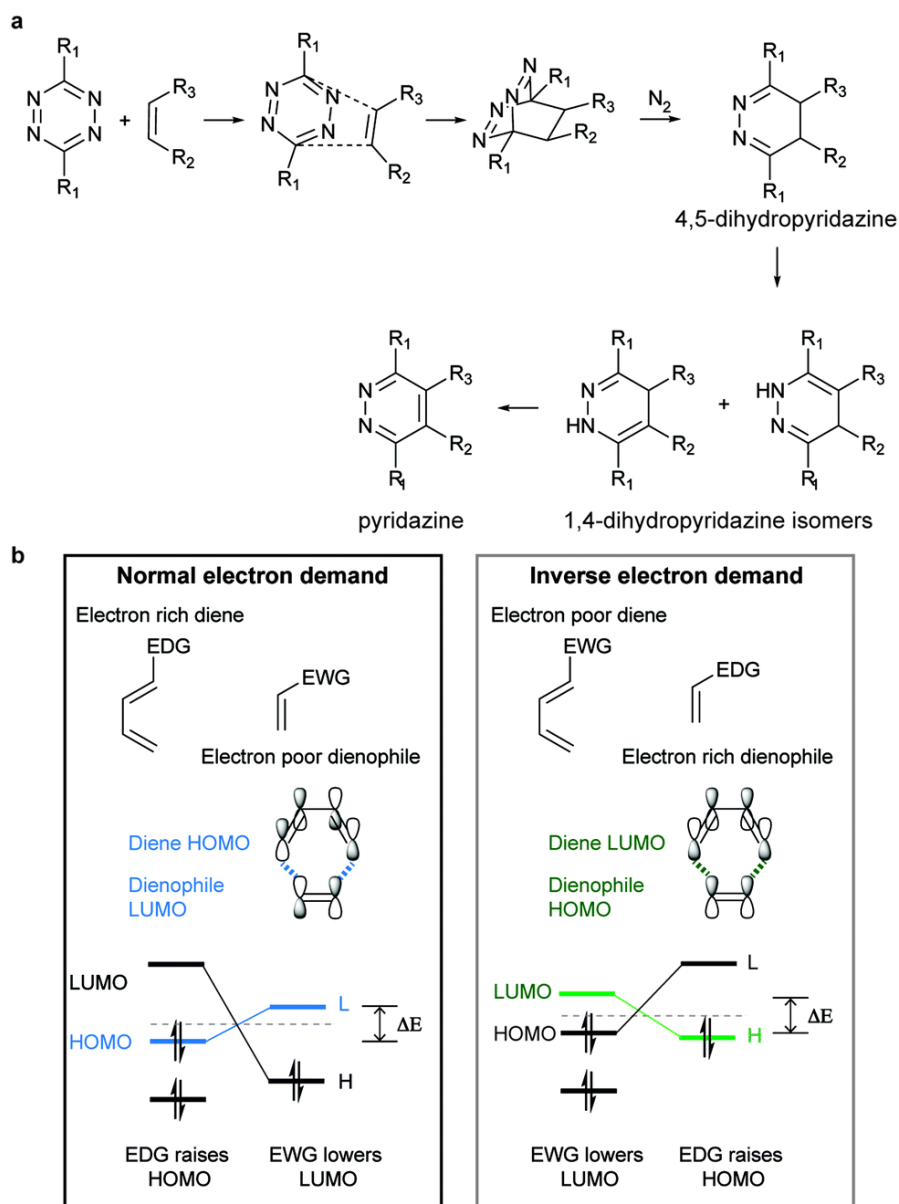 a
R1
N N
N N
R1
+
R3
R2
R1
N N
N N
R1
R3
R2
N
N
N
N
R1
R3
R2
R1
N2
R1
N
N
R3
R2
R1
4,5-dihydropyridazine
R1
N
N
R3
R2
R1
R1
N
HN
R3
R2
R1
+
R1
HN
N
R3
R2
R1
pyridazine
1,4-dihydropyridazine isomers
b
Normal electron demand
Electron rich diene
EDG
EWG
Electron poor dienophile
Diene HOMO
Dienophile
LUMO
LUMO
L
ΔE
HOMO
H
EDG raises
HOMO
EWG lowers
LUMO
Inverse electron demand
Electron poor diene
EWG
EDG
Electron rich dienophile
Diene LUMO
Dienophile
HOMO
L
LUMO
ΔE
HOMO
H
EWG lowers
LUMO
EDG raises
HOMO